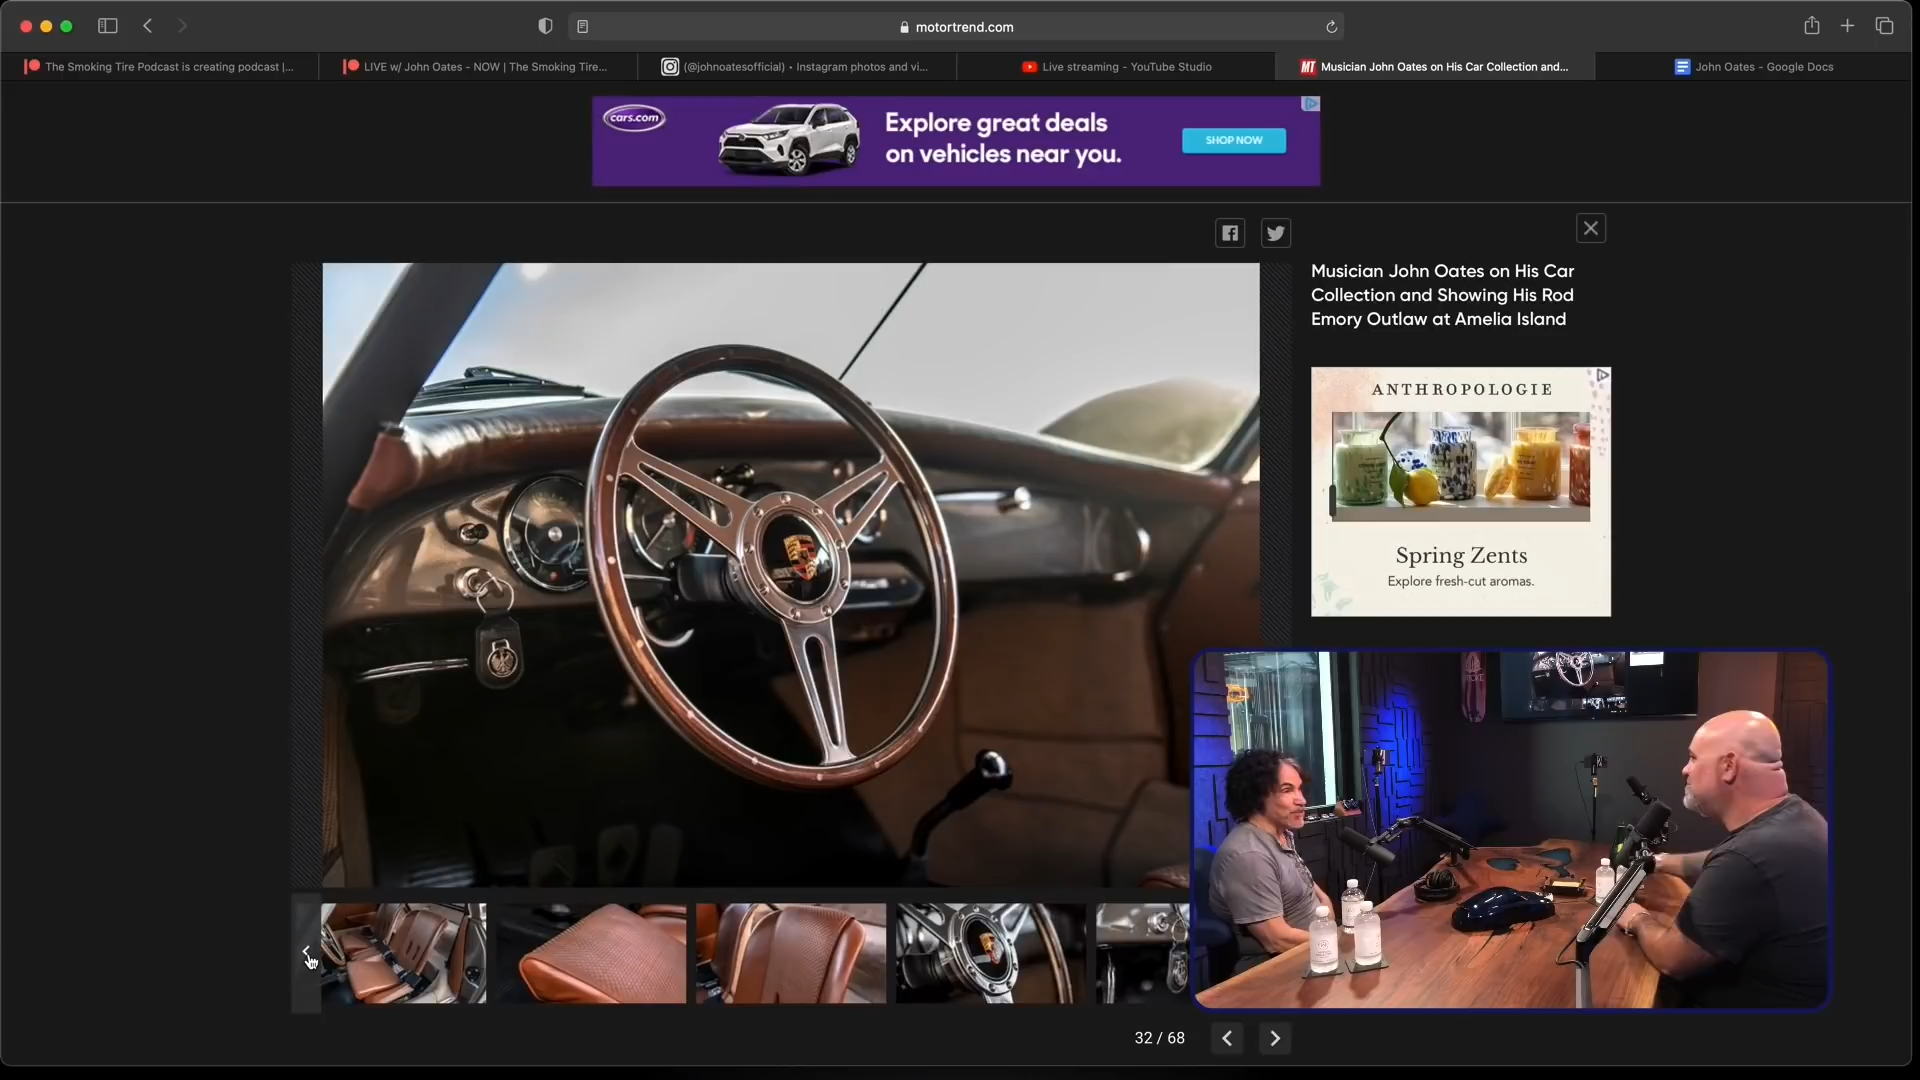 motortrend.com
The Smoking Tire Podcast is creating podcast |...
LIVE w/ John Oates - NOW | The Smoking Tire...
(@johnoatesofficial) • Instagram photos and vi...
Live streaming - YouTube Studio
MT
Musician John Oates on His Car Collection and...
John Oates - Google Docs
cars.com
Explore great deals
on vehicles near you.
SHOP NOW
Musician John Oates on His Car
Collection and Showing His Rod
Emory Outlaw at Amelia Island
ANTHROPOLOGIE
Spring Zents
Explore fresh-cut aromas.
32 / 68